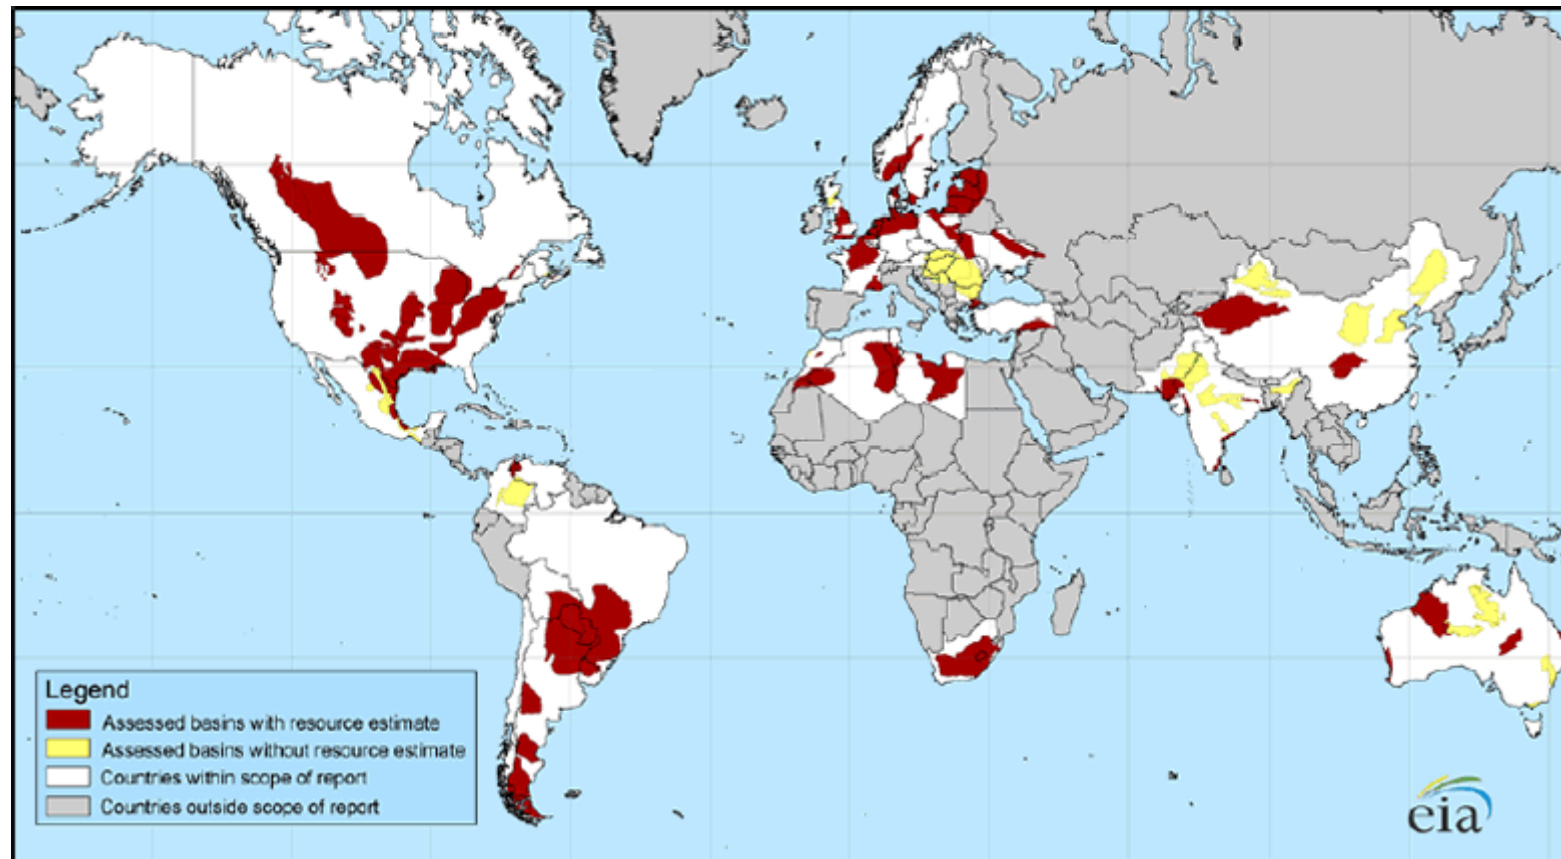 Legend
Assessed basins with resource estimate
Assessed basins without resource estimate
Countries within scope of report
Countries outside scope of report
eia